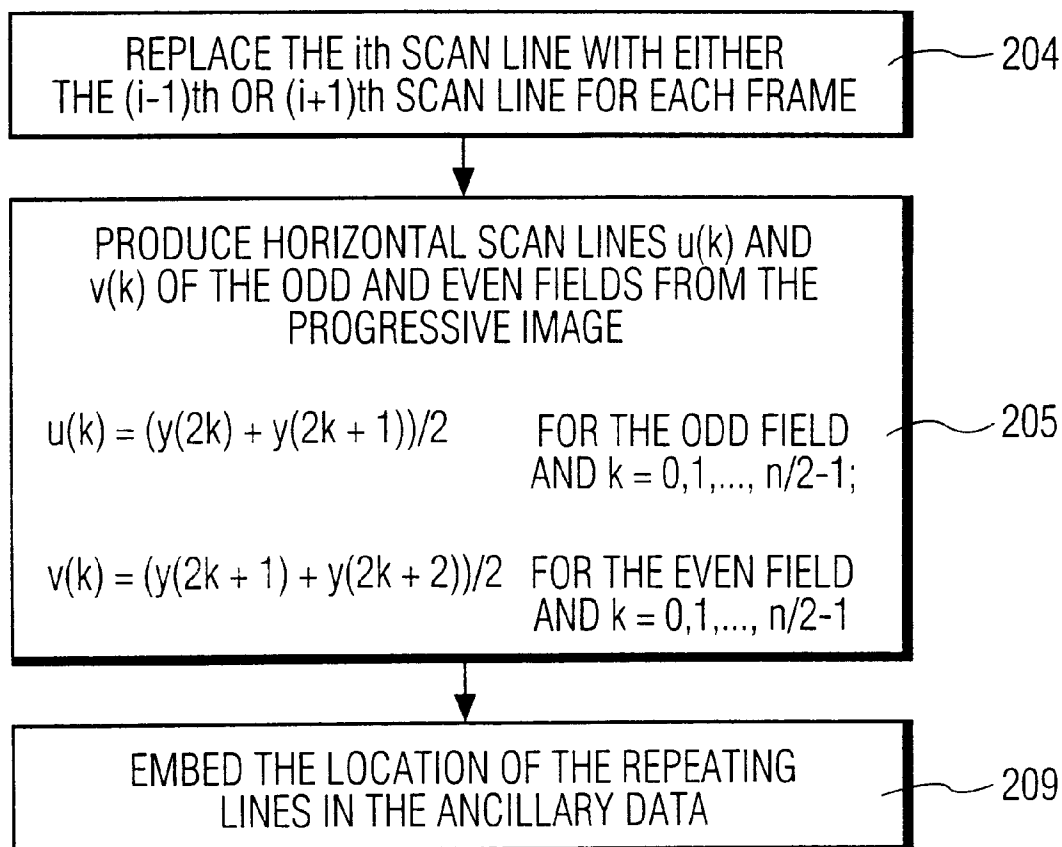 REPLACE THE ith SCAN LINE WITH EITHER
THE (i-1)th OR (i+1)th SCAN LINE FOR EACH FRAME
204
PRODUCE HORIZONTAL SCAN LINES u(k) AND
v(k) OF THE ODD AND EVEN FIELDS FROM THE
PROGRESSIVE IMAGE
u(k) = (y(2k) + y(2k + 1))/2 FOR THE ODD FIELD
AND k = 0,1,..., n/2-1;
205
v(k) = (y(2k + 1) + y(2k + 2))/2 FOR THE EVEN FIELD
AND k = 0,1,..., n/2-1
EMBED THE LOCATION OF THE REPEATING
LINES IN THE ANCILLARY DATA
209